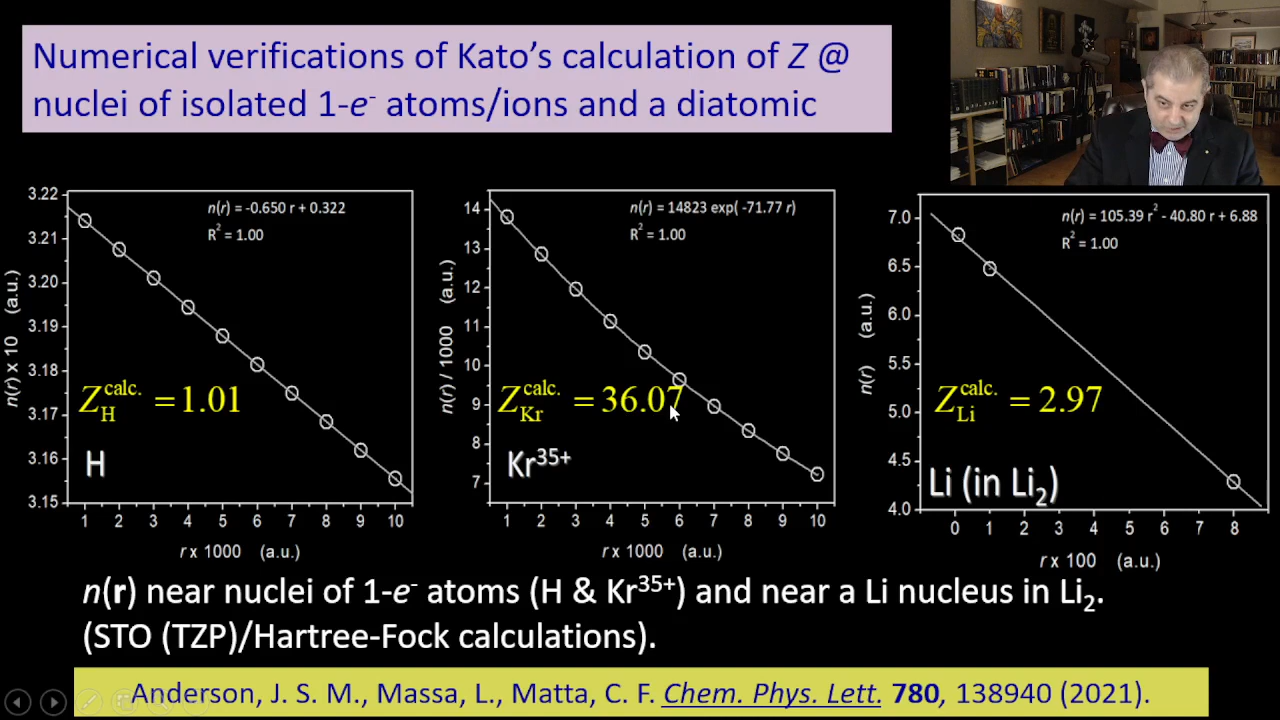 Numerical verifications of Kato's calculation of Z @
nuclei of isolated 1-e⁻ atoms/ions and a diatomic
n(r) x 10 (a.u.)
3.22
3.21
3.20
3.19
3.18
3.17
3.16
3.15
n(r) = -0.650 r + 0.322
R² = 1.00
Z_H^calc. = 1.01
H
1 2 3 4 5 6 7 8 9 10
r x 1000 (a.u.)
n(r) / 1000 (a.u.)
14
13
12
11
10
9
8
7
n(r) = 14823 exp( -71.77 r)
R² = 1.00
Z_Kr^calc. = 36.07
Kr³⁵⁺
1 2 3 4 5 6 7 8 9 10
r x 1000 (a.u.)
n(r) (a.u.)
7.0
6.5
6.0
5.5
5.0
4.5
4.0
n(r) = 105.39 r² - 40.80 r + 6.88
R² = 1.00
Z_Li^calc. = 2.97
Li (in Li₂)
0 1 2 3 4 5 6 7 8
r x 100 (a.u.)
n(r) near nuclei of 1-e⁻ atoms (H & Kr³⁵⁺) and near a Li nucleus in Li₂.
(STO (TZP)/Hartree-Fock calculations).
Anderson, J. S. M., Massa, L., Matta, C. F. Chem. Phys. Lett. 780, 138940 (2021).